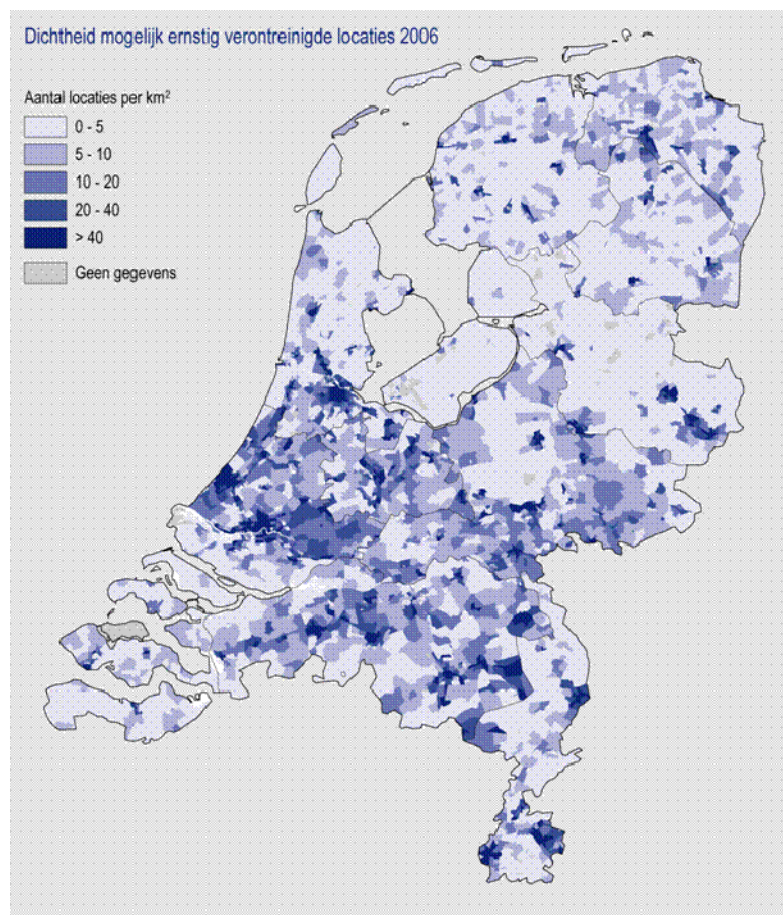 Dichtheid mogelijk ernstig verontreinigde locaties 2006
Aantal locaties per km²
0 - 5
5 - 10
10 - 20
20 - 40
> 40
Geen gegevens